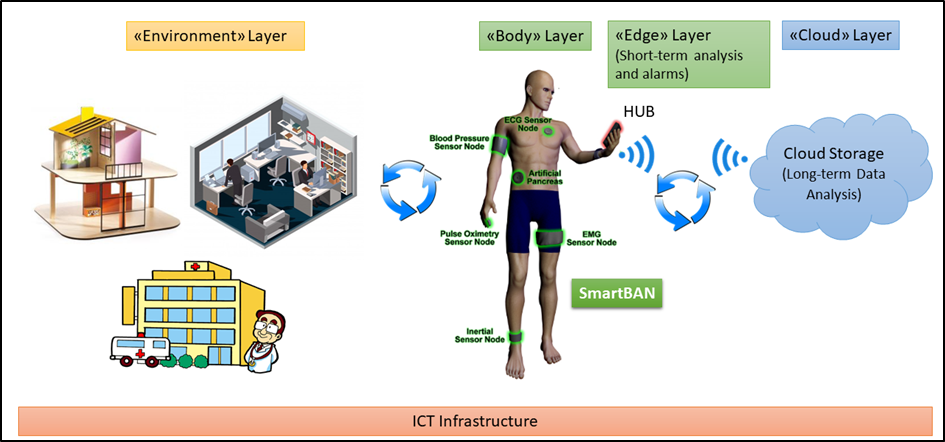 «Environment» Layer
«Body» Layer
«Edge» Layer
(Short-term analysis
and alarms)
«Cloud» Layer
HUB
ECG Sensor
Node
Blood Pressure
Sensor Node
Artificial
Pancreas
Pulse Oximetry
Sensor Node
EMG
Sensor Node
Inertial
Sensor Node
SmartBAN
Cloud Storage
(Long-term Data
Analysis)
ICT Infrastructure